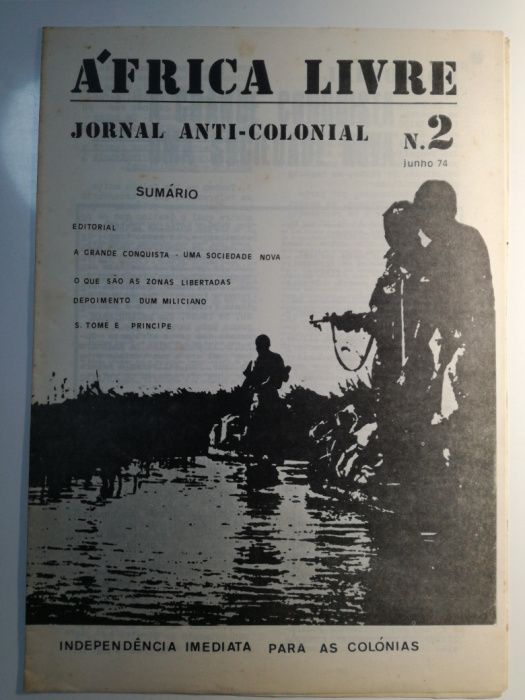 ÁFRICA LIVRE
JORNAL ANTI-COLONIAL N.2
junho 74
SUMÁRIO
EDITORIAL
A GRANDE CONQUISTA - UMA SOCIEDADE NOVA
O QUE SÃO AS ZONAS LIBERTADAS
DEPOIMENTO DUM MILICIANO
S. TOME E PRINCIPE
INDEPENDÊNCIA IMEDIATA PARA AS COLÓNIAS